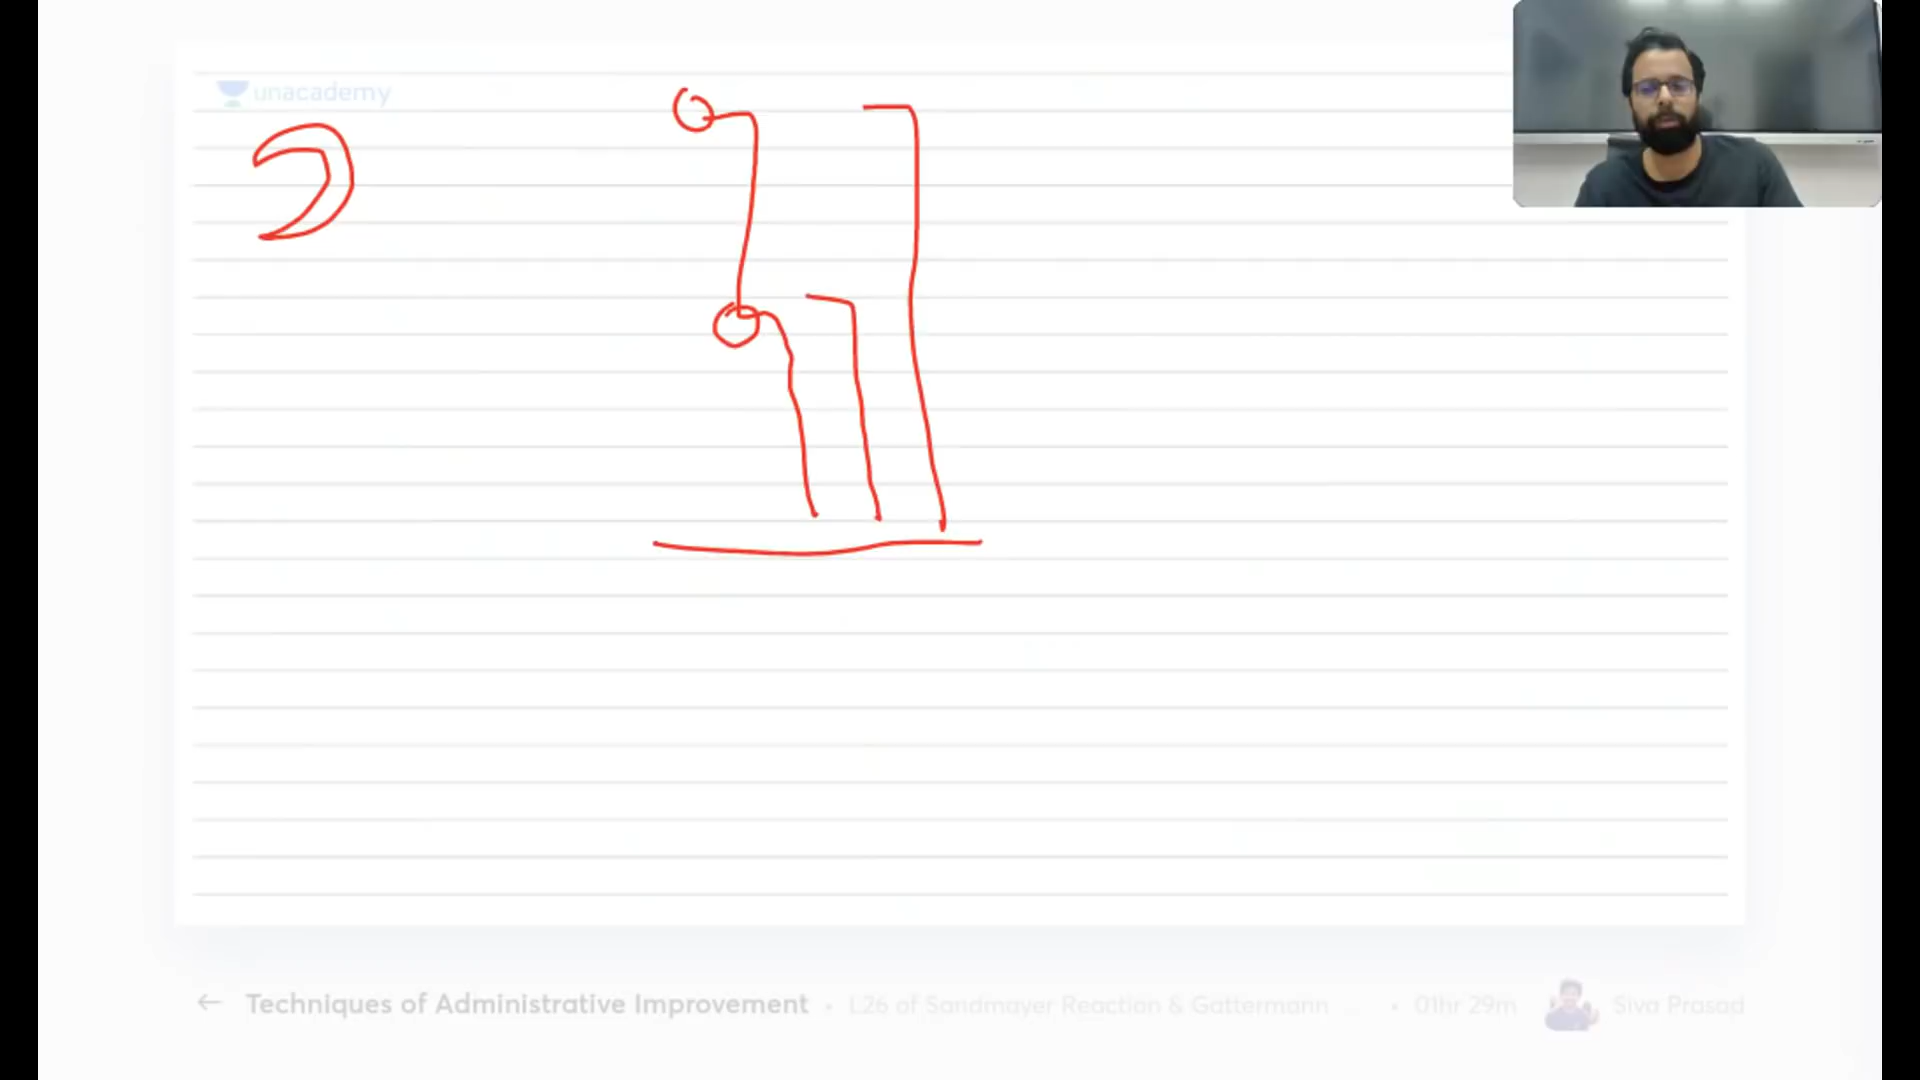 unacademy
← Techniques of Administrative Improvement • L26 of Sandmayer Reaction & Gattermann ... • 01hr 29m Siva Prasad